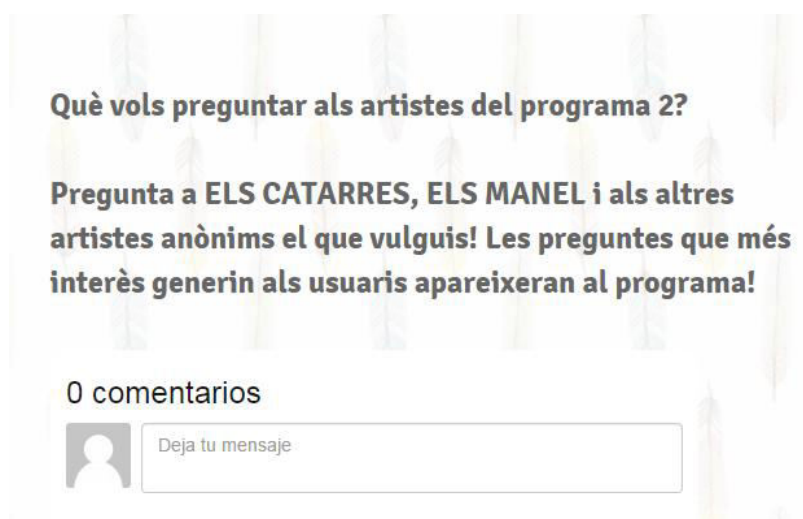 Què vols preguntar als artistes del programa 2?
Pregunta a ELS CATARRES, ELS MANEL i als altres
artistes anònims el que vulguis! Les preguntes que més
interès generin als usuaris apareixeran al programa!
0 comentarios
Deja tu mensaje